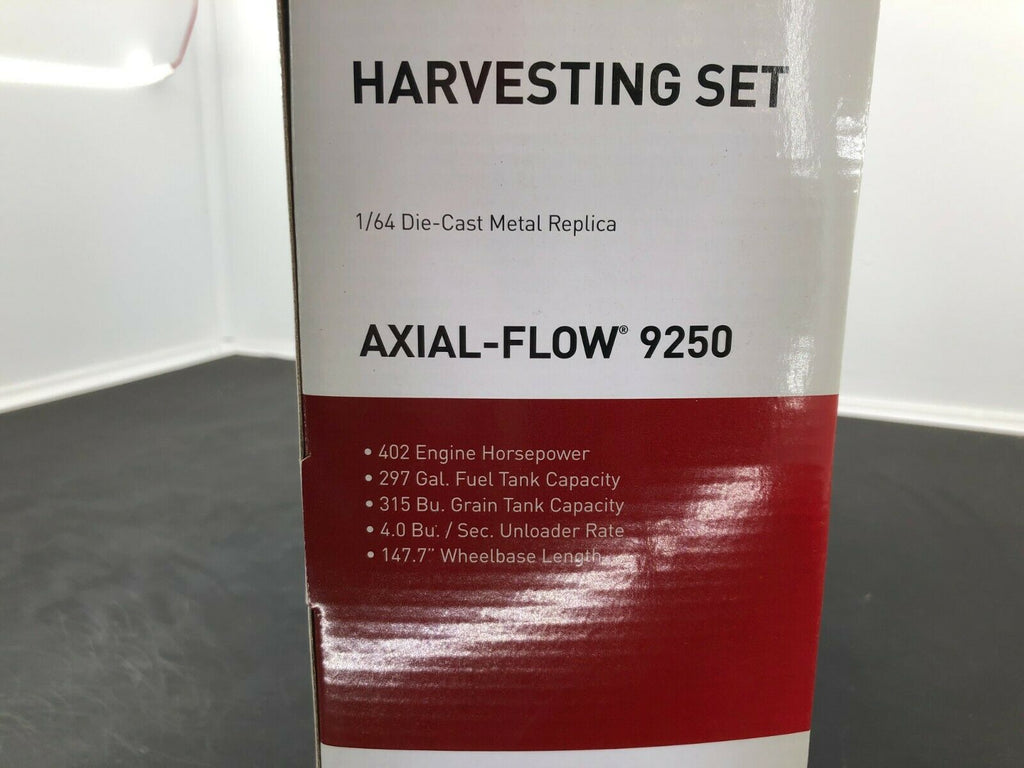 HARVESTING SET
1/64 Die-Cast Metal Replica
AXIAL-FLOW® 9250
• 402 Engine Horsepower
• 297 Gal. Fuel Tank Capacity
• 315 Bu. Grain Tank Capacity
• 4.0 Bu. / Sec. Unloader Rate
• 147.7" Wheelbase Length